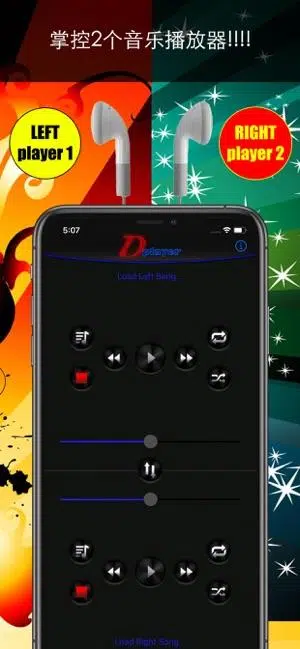 掌控2个音乐播放器!!!!
LEFT
player 1
RIGHT
player 2
5:07
Dplayer
Load Left Song...
Load Right Song...